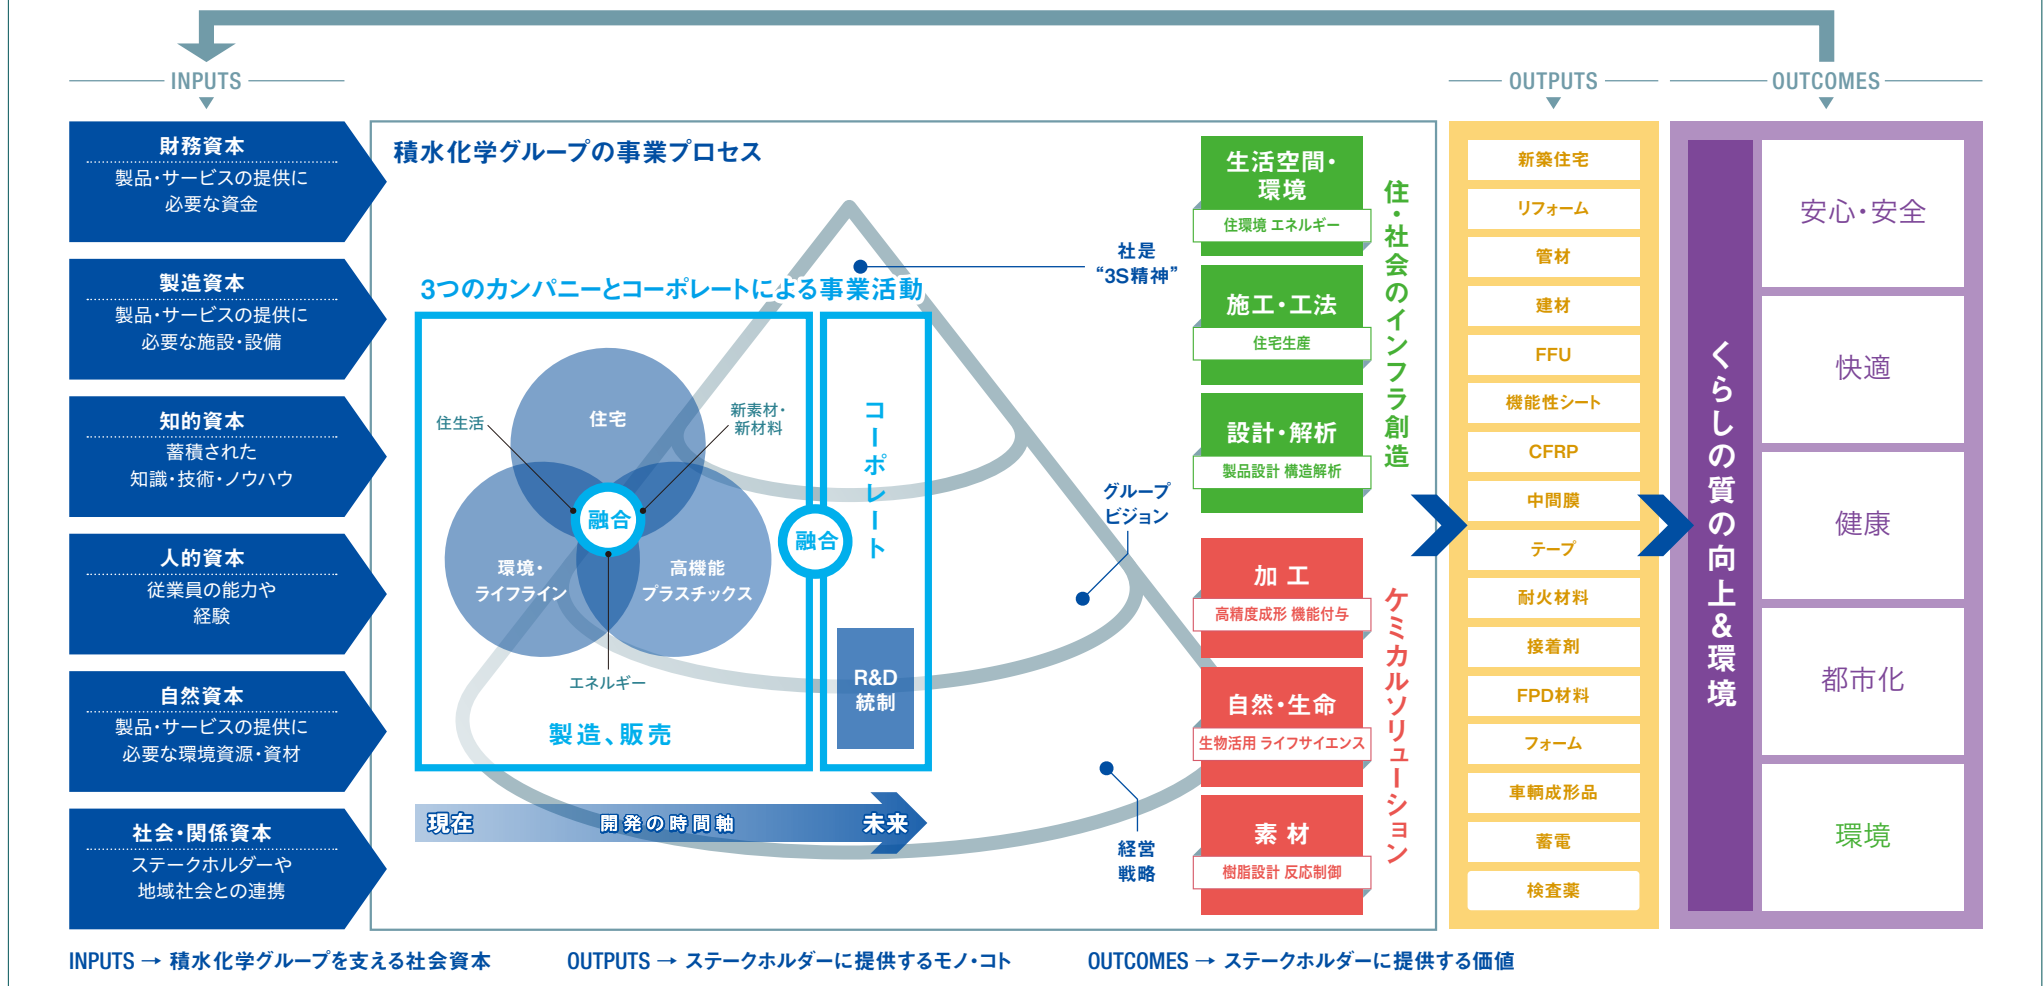 INPUTS
財務資本
製品・サービスの提供に
必要な資金
製造資本
製品・サービスの提供に
必要な施設・設備
知的資本
蓄積された
知識・技術・ノウハウ
人的資本
従業員の能力や
経験
自然資本
製品・サービスの提供に
必要な環境資源・資材
社会・関係資本
ステークホルダーや
地域社会との連携
積水化学グループの事業プロセス
3つのカンパニーとコーポレートによる事業活動
住宅
住生活
新素材・
新材料
融合
環境・
ライフライン
高機能
プラスチックス
エネルギー
製造、販売
融合
コーポレート
R&D
統制
現在
開発の時間軸
未来
社是
“3S精神”
グループ
ビジョン
経営
戦略
生活空間・
環境
住環境 エネルギー
施工・工法
住宅生産
設計・解析
製品設計 構造解析
住・社会のインフラ創造
加工
高精度成形 機能付与
自然・生命
生物活用 ライフサイエンス
素材
樹脂設計 反応制御
ケミカルソリューション
OUTPUTS
新築住宅
リフォーム
管材
建材
FFU
機能性シート
CFRP
中間膜
テープ
耐火材料
接着剤
FPD材料
フォーム
車輌成形品
蓄電
検査薬
OUTCOMES
くらしの質の向上&環境
安心・安全
快適
健康
都市化
環境
INPUTS → 積水化学グループを支える社会資本
OUTPUTS → ステークホルダーに提供するモノ・コト
OUTCOMES → ステークホルダーに提供する価値